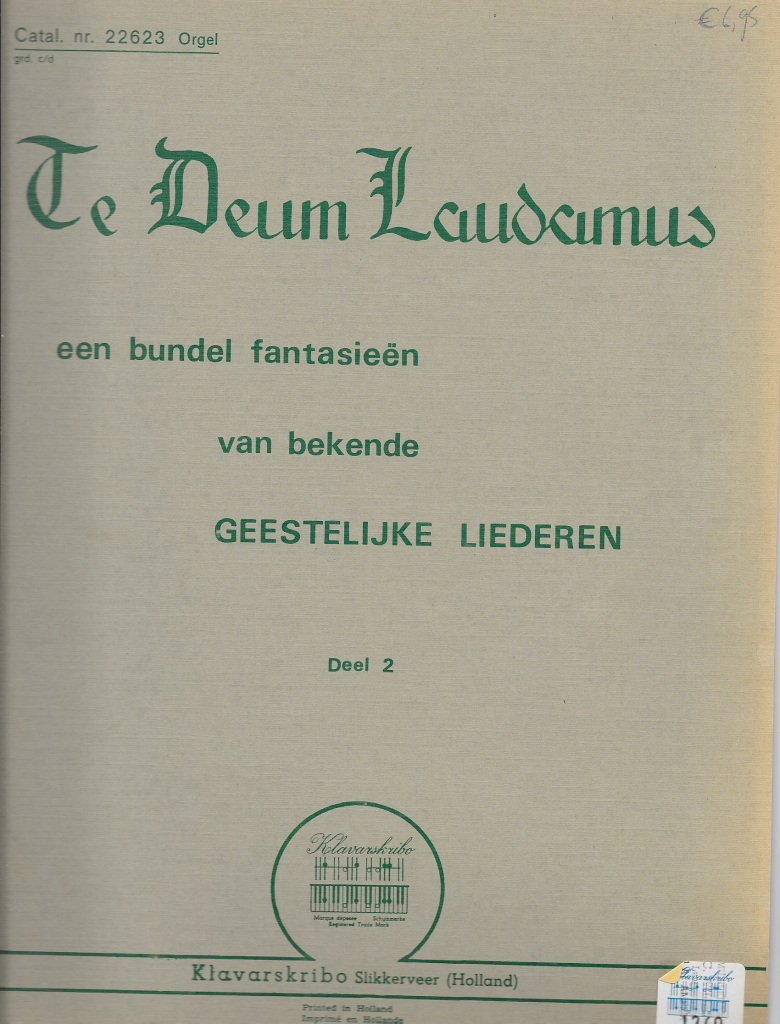 € 6,95
Catal. nr. 22623 Orgel
grd. c/d
Te Deum Laudamus
een bundel fantasieën
van bekende
GEESTELIJKE LIEDEREN
Deel 2
Klavarskribo
Marque deposee Schutzmarke
Registered Trade Mark
Klavarskribo Slikkerveer (Holland)
Klavarskribo
Printed in Holland
Imprimé en Hollande